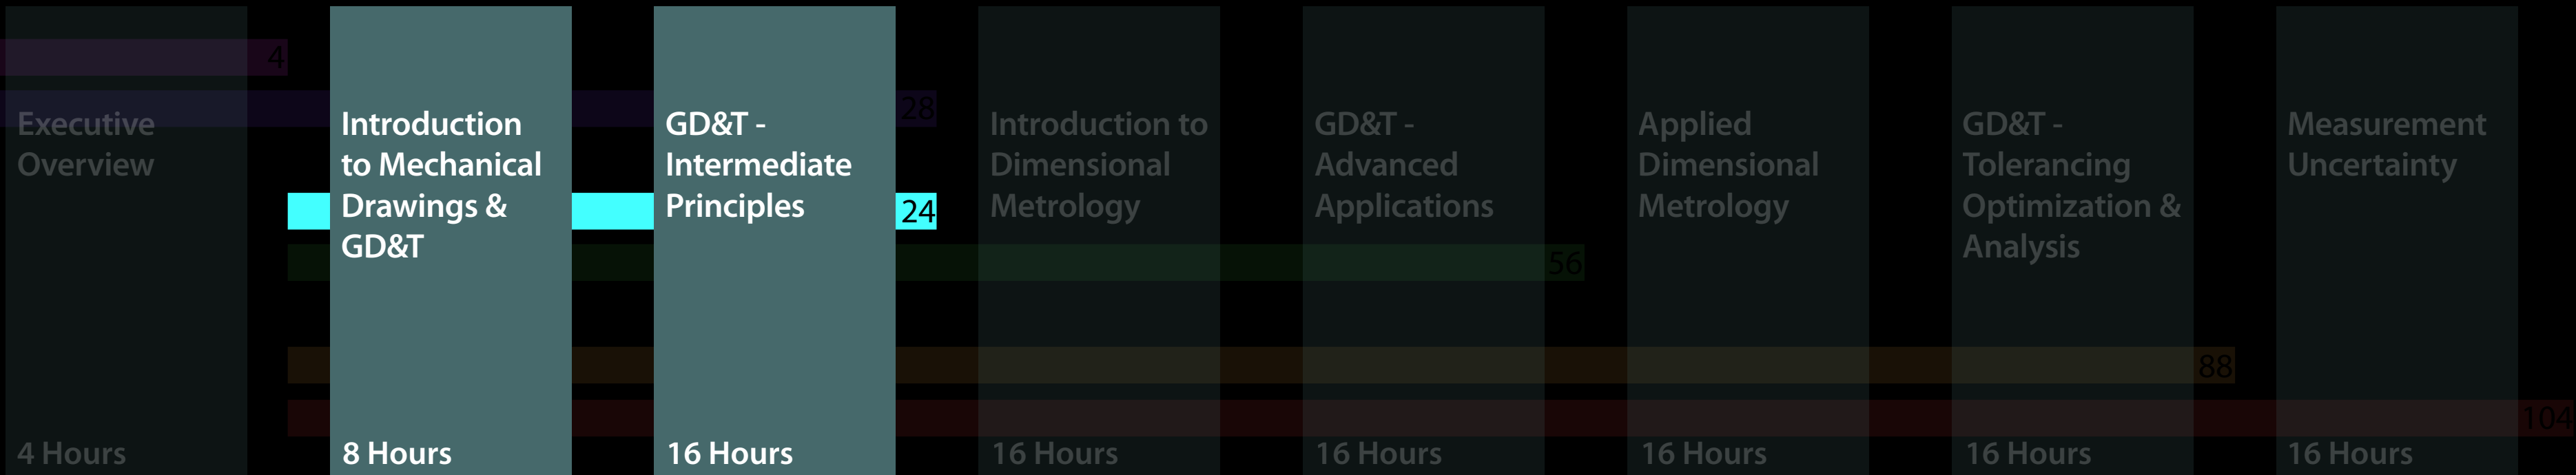 4
28
Executive
Overview
4 Hours
Introduction
to Mechanical
Drawings &
GD&T
8 Hours
GD&T -
Intermediate
Principles
16 Hours
24
Introduction to
Dimensional
Metrology
16 Hours
GD&T -
Advanced
Applications
16 Hours
56
Applied
Dimensional
Metrology
16 Hours
GD&T -
Tolerancing
Optimization &
Analysis
16 Hours
88
Measurement
Uncertainty
16 Hours
104